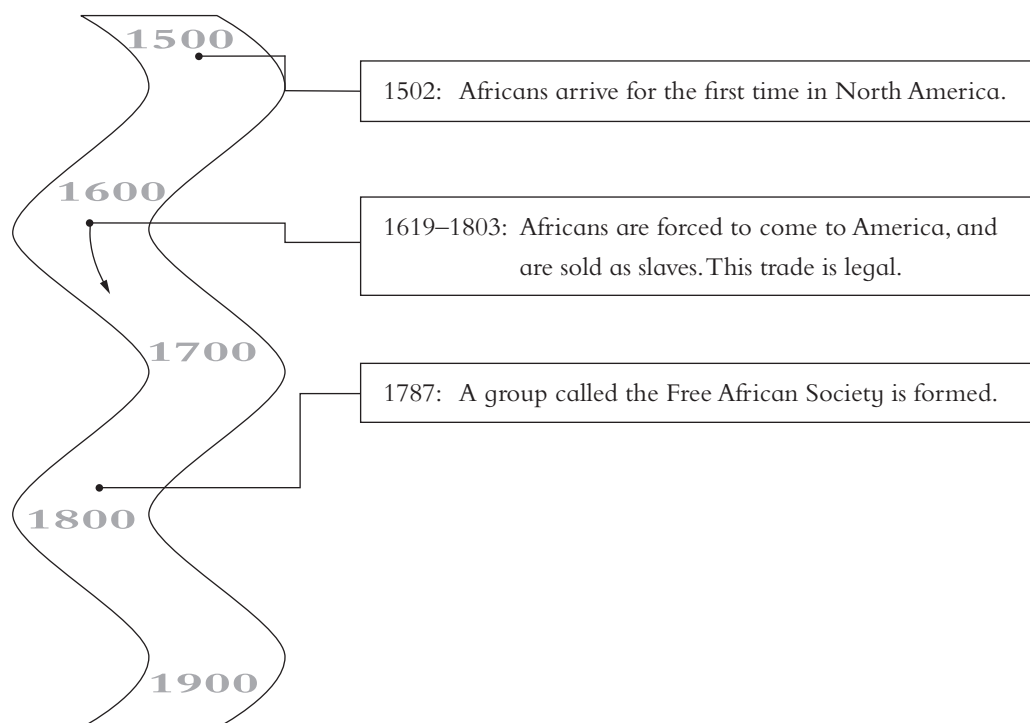 1500
1502: Africans arrive for the first time in North America.
1600
1619–1803: Africans are forced to come to America, and
are sold as slaves. This trade is legal.
1700
1787: A group called the Free African Society is formed.
1800
1900